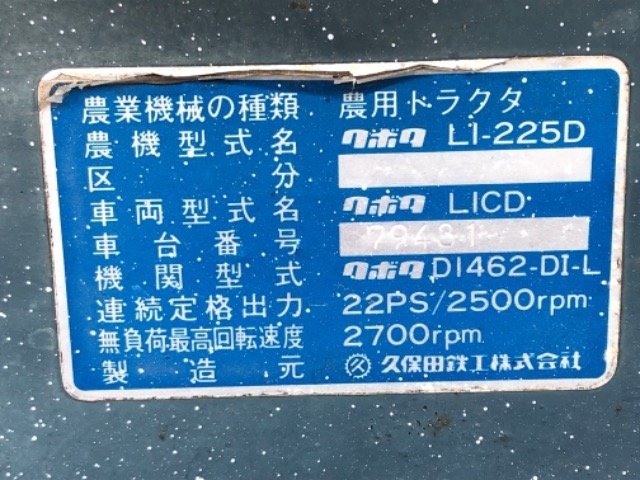 農業機械の種類 農用トラクタ
農機型式名 クボタ L1-225D
区分
車両型式名 クボタ L1CD
車台番号 79481
機関型式 クボタ D1462-DI-L
連続定格出力 22PS/2500rpm
無負荷最高回転速度 2700rpm
製造元 久保田鉄工株式会社